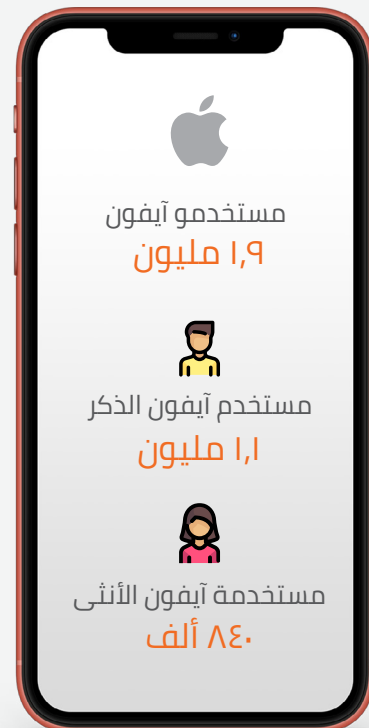 مستخدمو آيفون
١,٩ مليون
مستخدم آيفون الذكر
١,١ مليون
مستخدمة آيفون الأنثى
٨٤٠ ألف